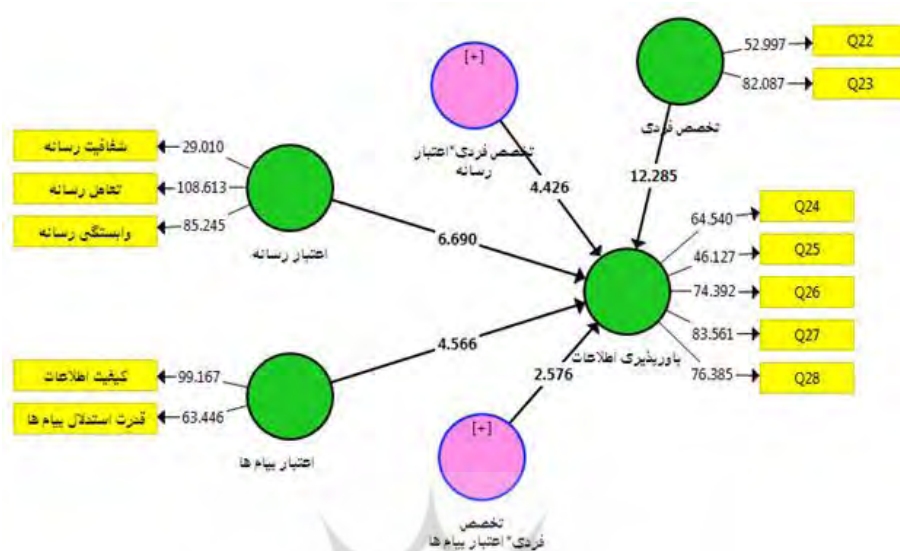 [+]
تخصص فردی*اعتبار
رسانه
4.426
تخصص فردی
12.285
52.997
Q22
82.087
Q23
شفافیت رسانه
29.010
تعامل رسانه
108.613
وابستگی رسانه
85.245
اعتبار رسانه
6.690
64.540
Q24
46.127
Q25
74.392
Q26
83.561
Q27
76.385
Q28
باورپذیری اطلاعات
کیفیت اطلاعات
99.167
قدرت استدلال پیام ها
63.446
اعتبار پیام ها
4.566
2.576
[+]
تخصص
فردی* اعتبار پیام ها